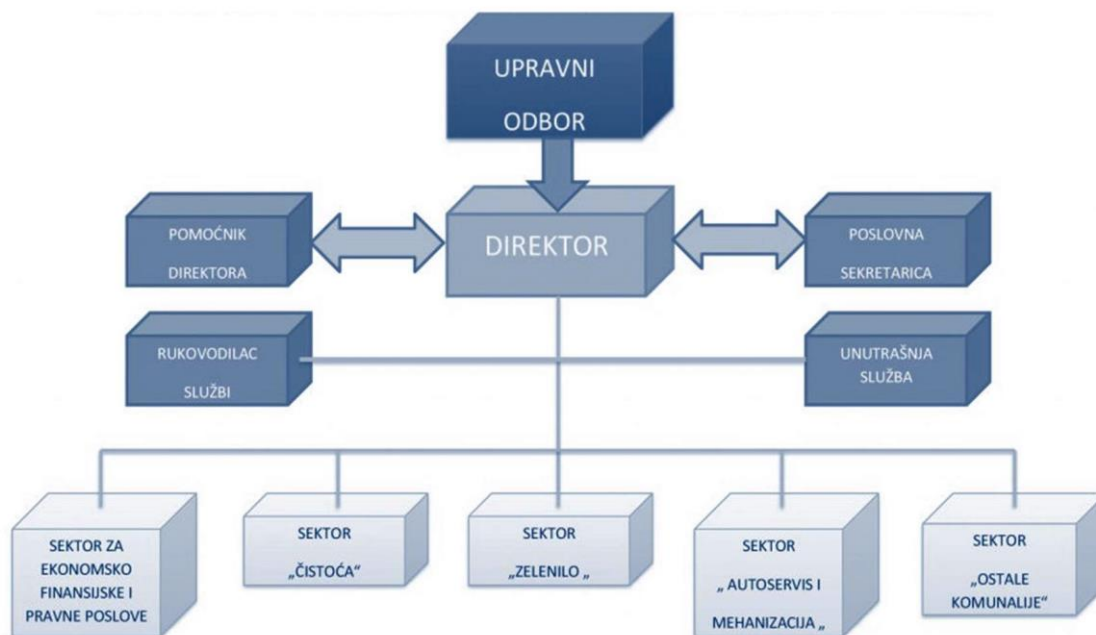 UPRAVNI
ODBOR
POMOĆNIK
DIREKTORA
DIREKTOR
POSLOVNA
SEKRETARICA
RUKOVODILAC
SLUŽBI
UNUTRAŠNJA
SLUŽBA
SEKTOR ZA
EKONOMSKO
FINANSIJSKE I
PRAVNE POSLOVE
SEKTOR
„ČISTOĆA“
SEKTOR
„ZELENILO „
SEKTOR
„ AUTOSERVIS I
MEHANIZACIJA „
SEKTOR
„OSTALE
KOMUNALIJE“